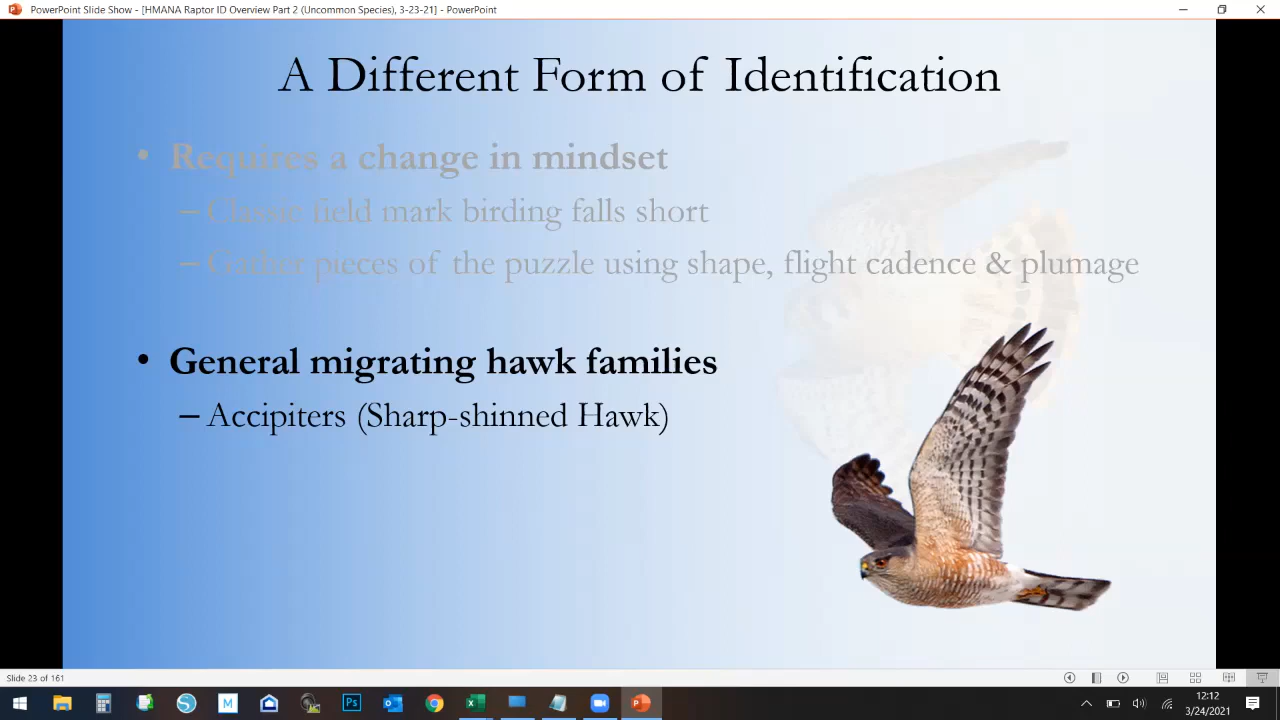 PowerPoint Slide Show - [HMANA Raptor ID Overview Part 2 (Uncommon Species), 3-23-21] - PowerPoint
A Different Form of Identification
• Requires a change in mindset
– Classic field mark birding falls short
– Gather pieces of the puzzle using shape, flight cadence & plumage
• General migrating hawk families
– Accipiters (Sharp-shinned Hawk)
Slide 23 of 161
M
Ps
12:12
3/24/2021